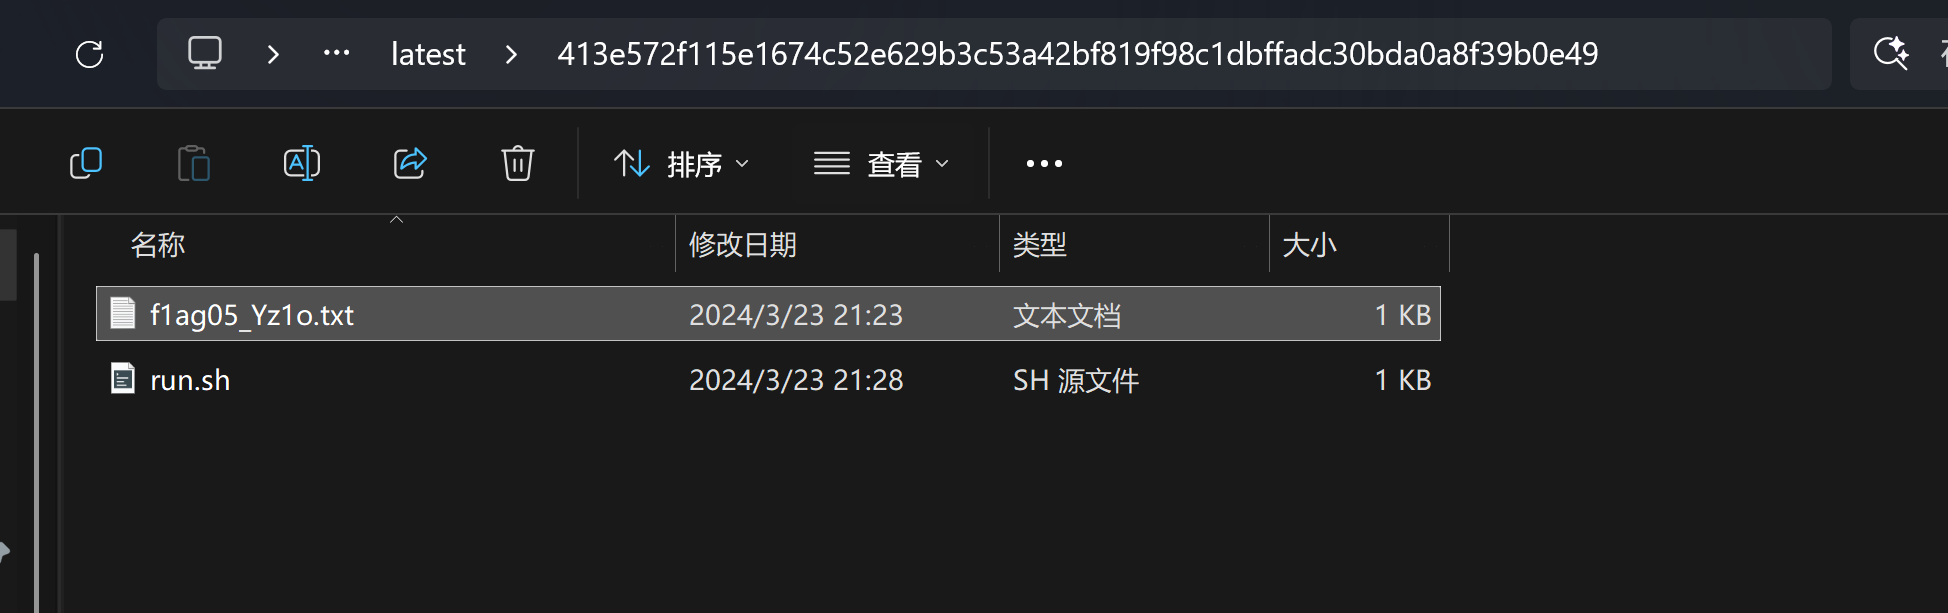 latest 413e572f115e1674c52e629b3c53a42bf819f98c1dbffadc30bda0a8f39b0e49
排序 查看
名称 修改日期 类型 大小
f1ag05_Yz1o.txt 2024/3/23 21:23 文本文档 1 KB
run.sh 2024/3/23 21:28 SH 源文件 1 KB